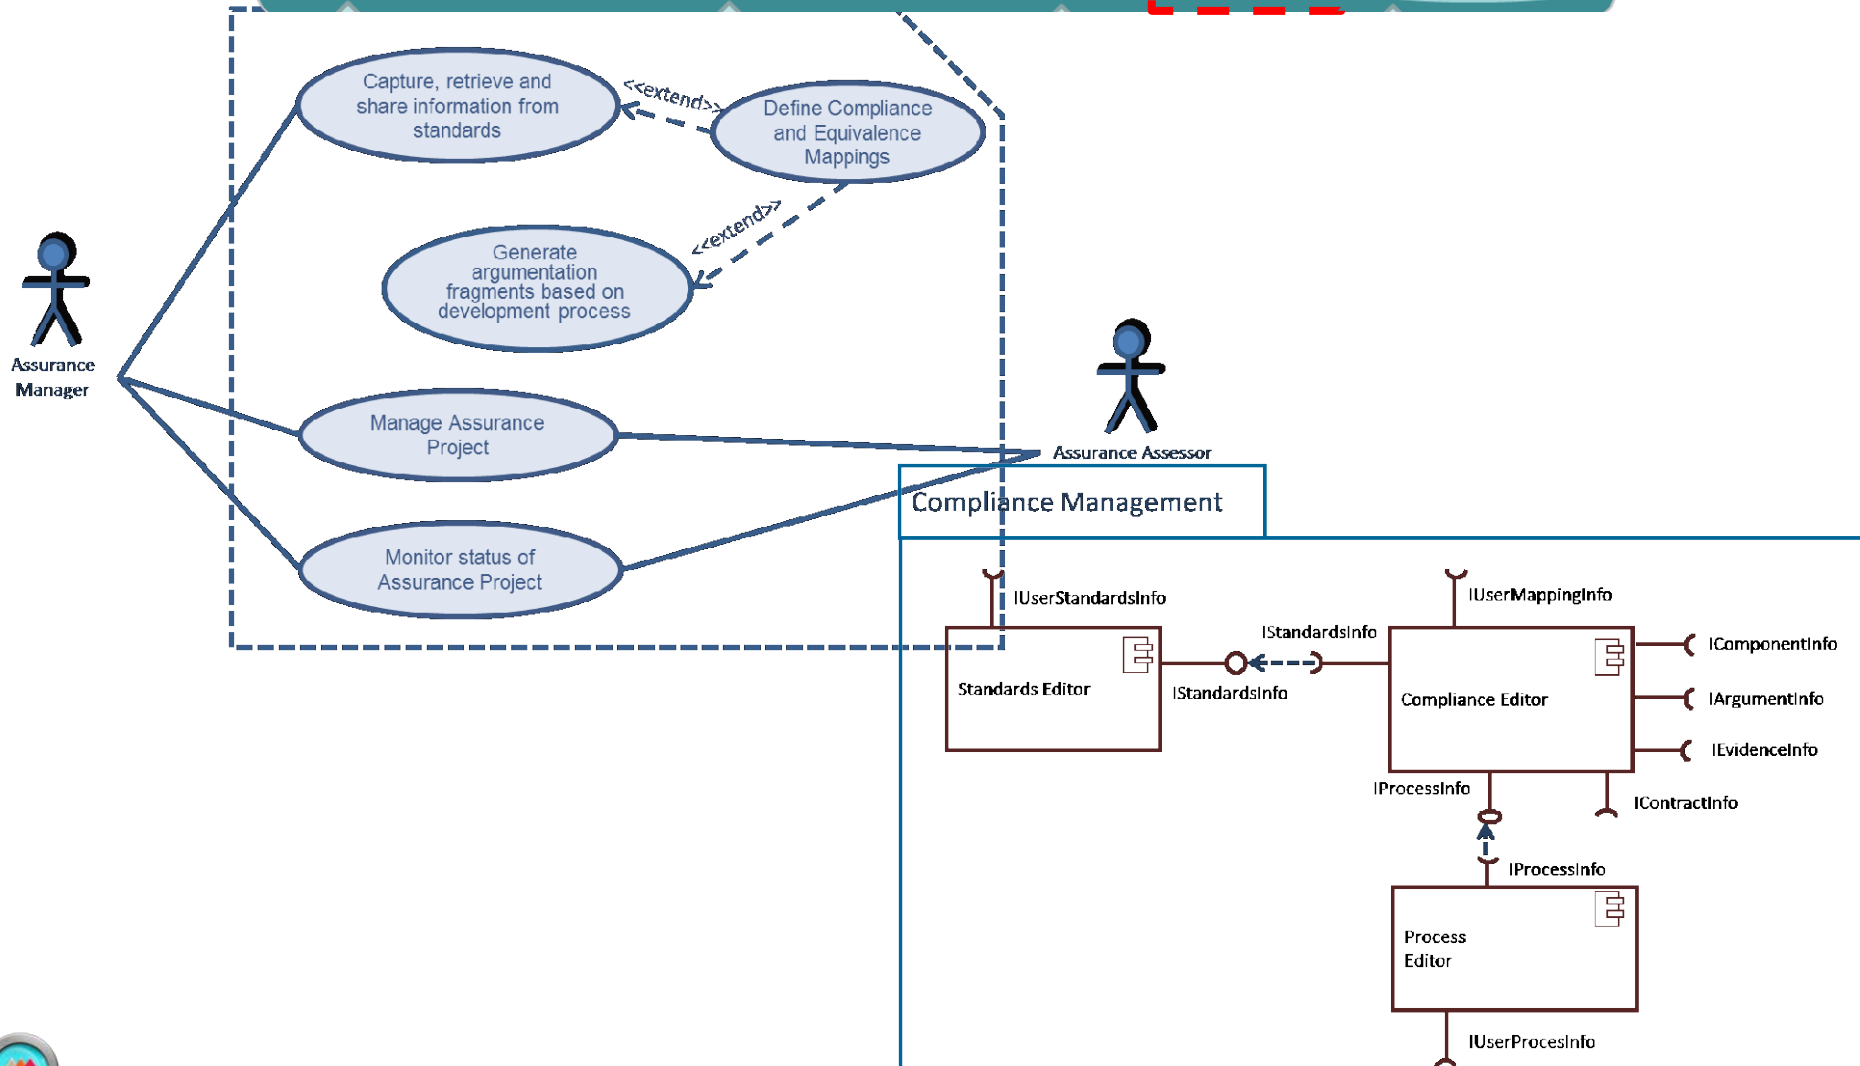 Capture, retrieve and
share information from
standards
<<extend>>
Define Compliance
and Equivalence
Mappings
<<extend>>
Generate
argumentation
fragments based on
development process
Assurance
Manager
Manage Assurance
Project
Assurance Assessor
Compliance Management
Monitor status of
Assurance Project
IUserStandardsInfo
IUserMappingInfo
IStandardsInfo
IComponentInfo
Standards Editor
IStandardsInfo
Compliance Editor
IArgumentInfo
IEvidenceInfo
IProcessInfo
IContractInfo
IProcessInfo
Process
Editor
IUserProcesInfo